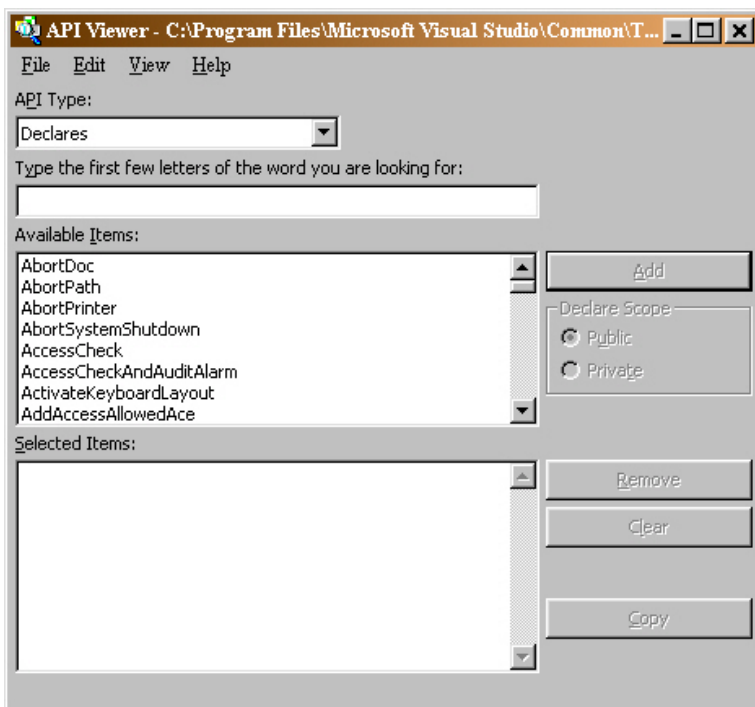 API Viewer - C:\Program Files\Microsoft Visual Studio\Common\T...
File Edit View Help
API Type:
Declares
Type the first few letters of the word you are looking for:
Available Items:
AbortDoc
AbortPath
AbortPrinter
AbortSystemShutdown
AccessCheck
AccessCheckAndAuditAlarm
ActivateKeyboardLayout
AddAccessAllowedAce
Add
Declare Scope
Public
Private
Selected Items:
Remove
Clear
Copy